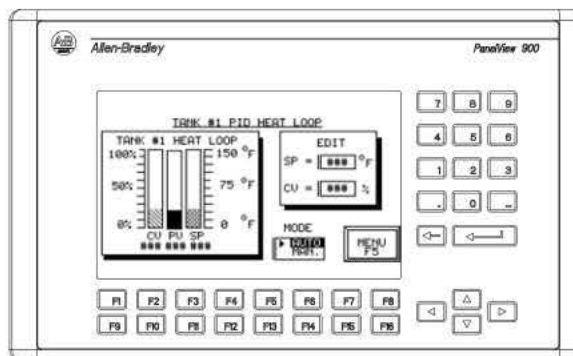 AB
Allen-Bradley
PanelView 900
TANK #1 PID HEAT LOOP
TANK #1 HEAT LOOP
100% 150 °F
50% 75 °F
0% 0 °F
CV PV SP
### ### ###
EDIT
SP = ### °F
CV = ### %
MODE
AUTO
MAN.
MENU
F5
7 8 9
4 5 6
1 2 3
. 0 -
F1 F2 F3 F4 F5 F6 F7 F8
F9 F10 F11 F12 F13 F14 F15 F16